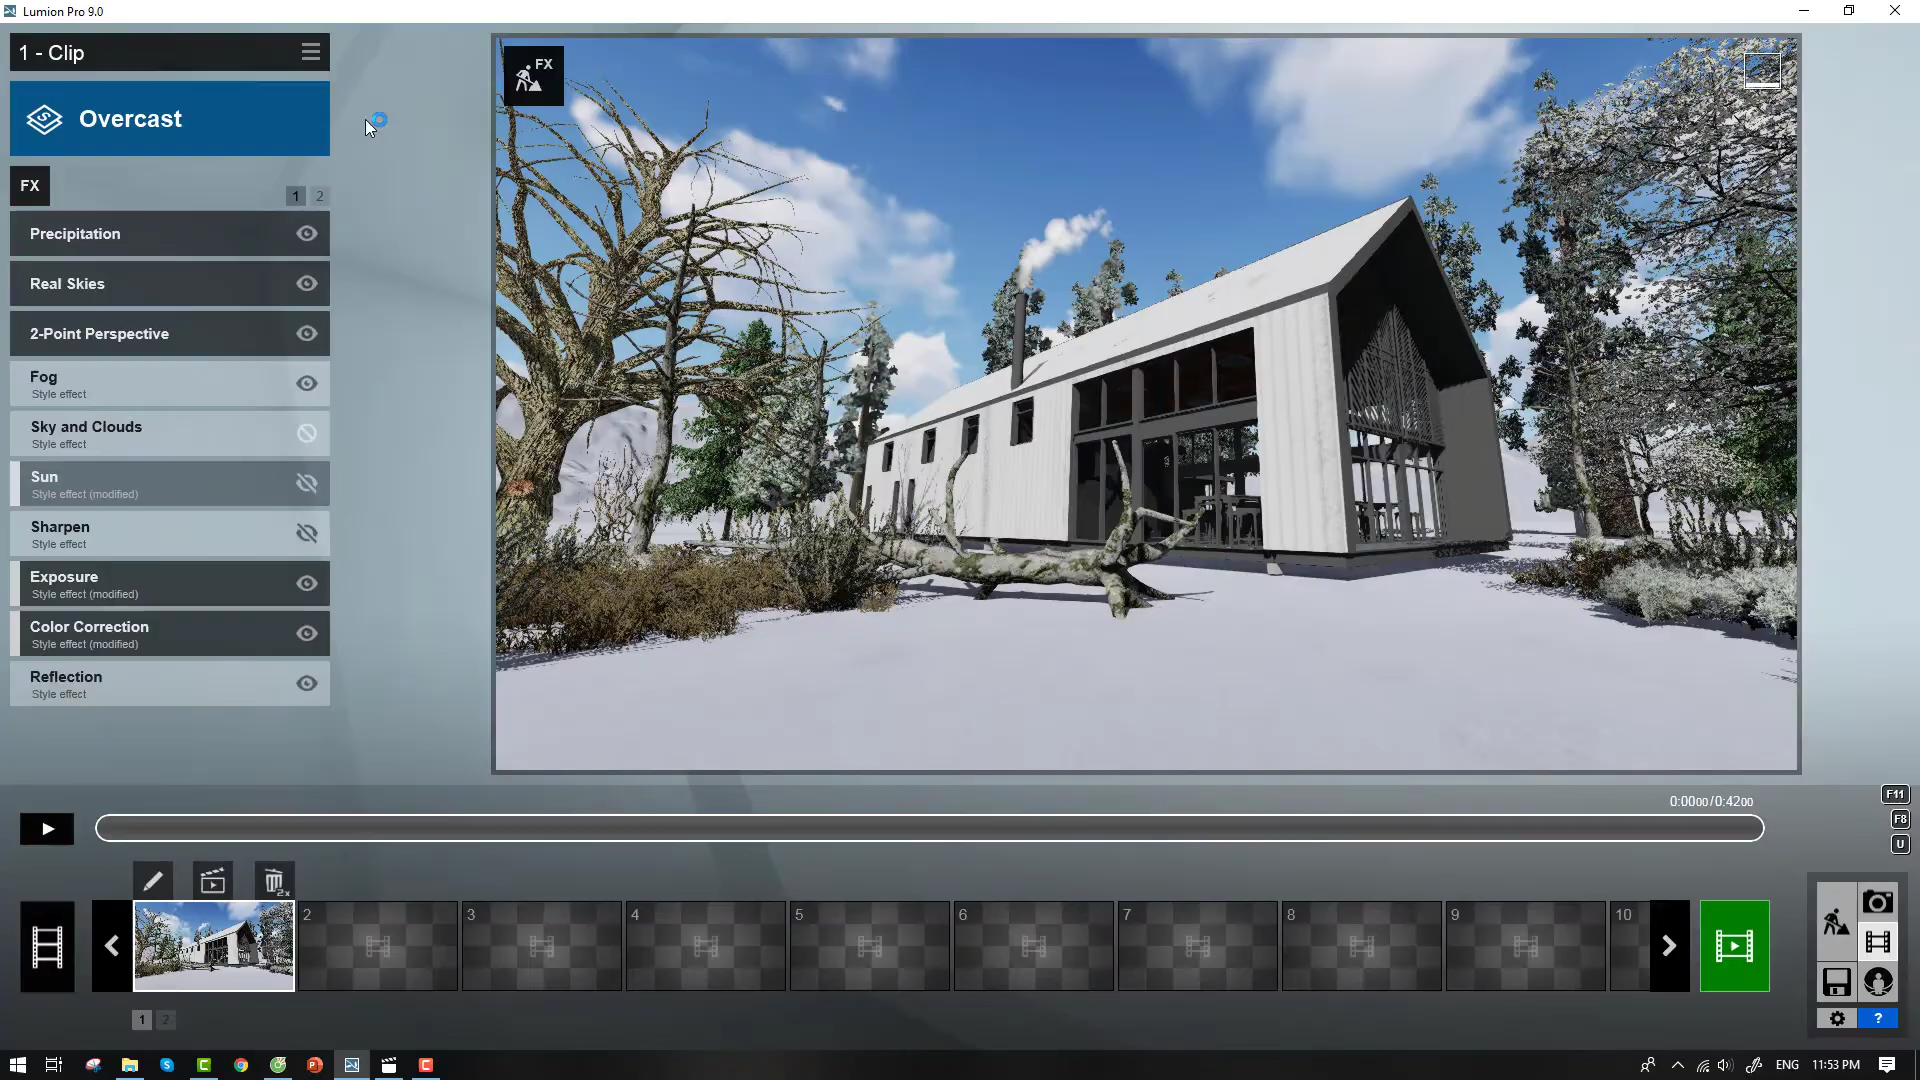 Lumion Pro 9.0
1 - Clip
Overcast
FX
1 2
Precipitation
Real Skies
2-Point Perspective
Fog
Style effect
Sky and Clouds
Style effect
Sun
Style effect (modified)
Sharpen
Style effect
Exposure
Style effect (modified)
Color Correction
Style effect (modified)
Reflection
Style effect
FX
0:0000/0:4200
F11
F8
U
2x
2
3
4
5
6
7
8
9
10
1 2
?
ENG
11:53 PM